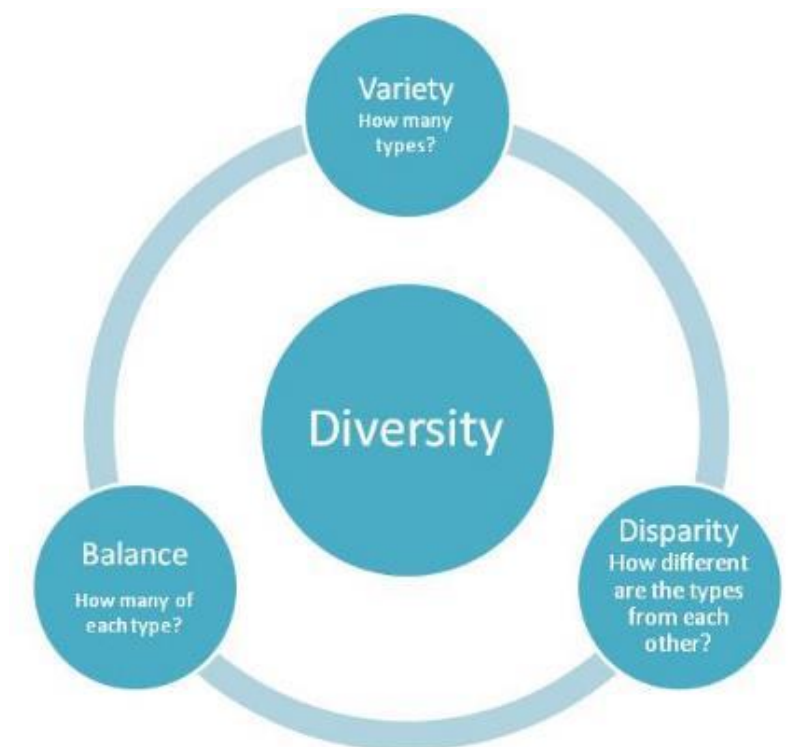 Variety
How many
types?
Diversity
Balance
How many of
each type?
Disparity
How different
are the types
from each
other?